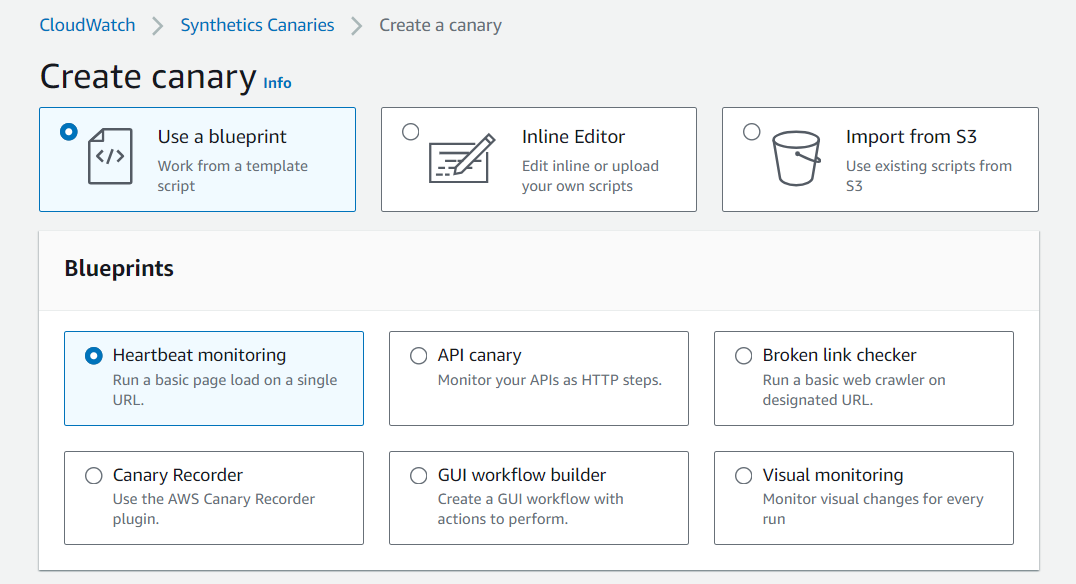 CloudWatch > Synthetics Canaries > Create a canary
Create canary Info
Use a blueprint
Work from a template
script
Inline Editor
Edit inline or upload
your own scripts
Import from S3
Use existing scripts from
S3
Blueprints
Heartbeat monitoring
Run a basic page load on a single
URL.
API canary
Monitor your APIs as HTTP steps.
Broken link checker
Run a basic web crawler on
designated URL.
Canary Recorder
Use the AWS Canary Recorder
plugin.
GUI workflow builder
Create a GUI workflow with
actions to perform.
Visual monitoring
Monitor visual changes for every
run